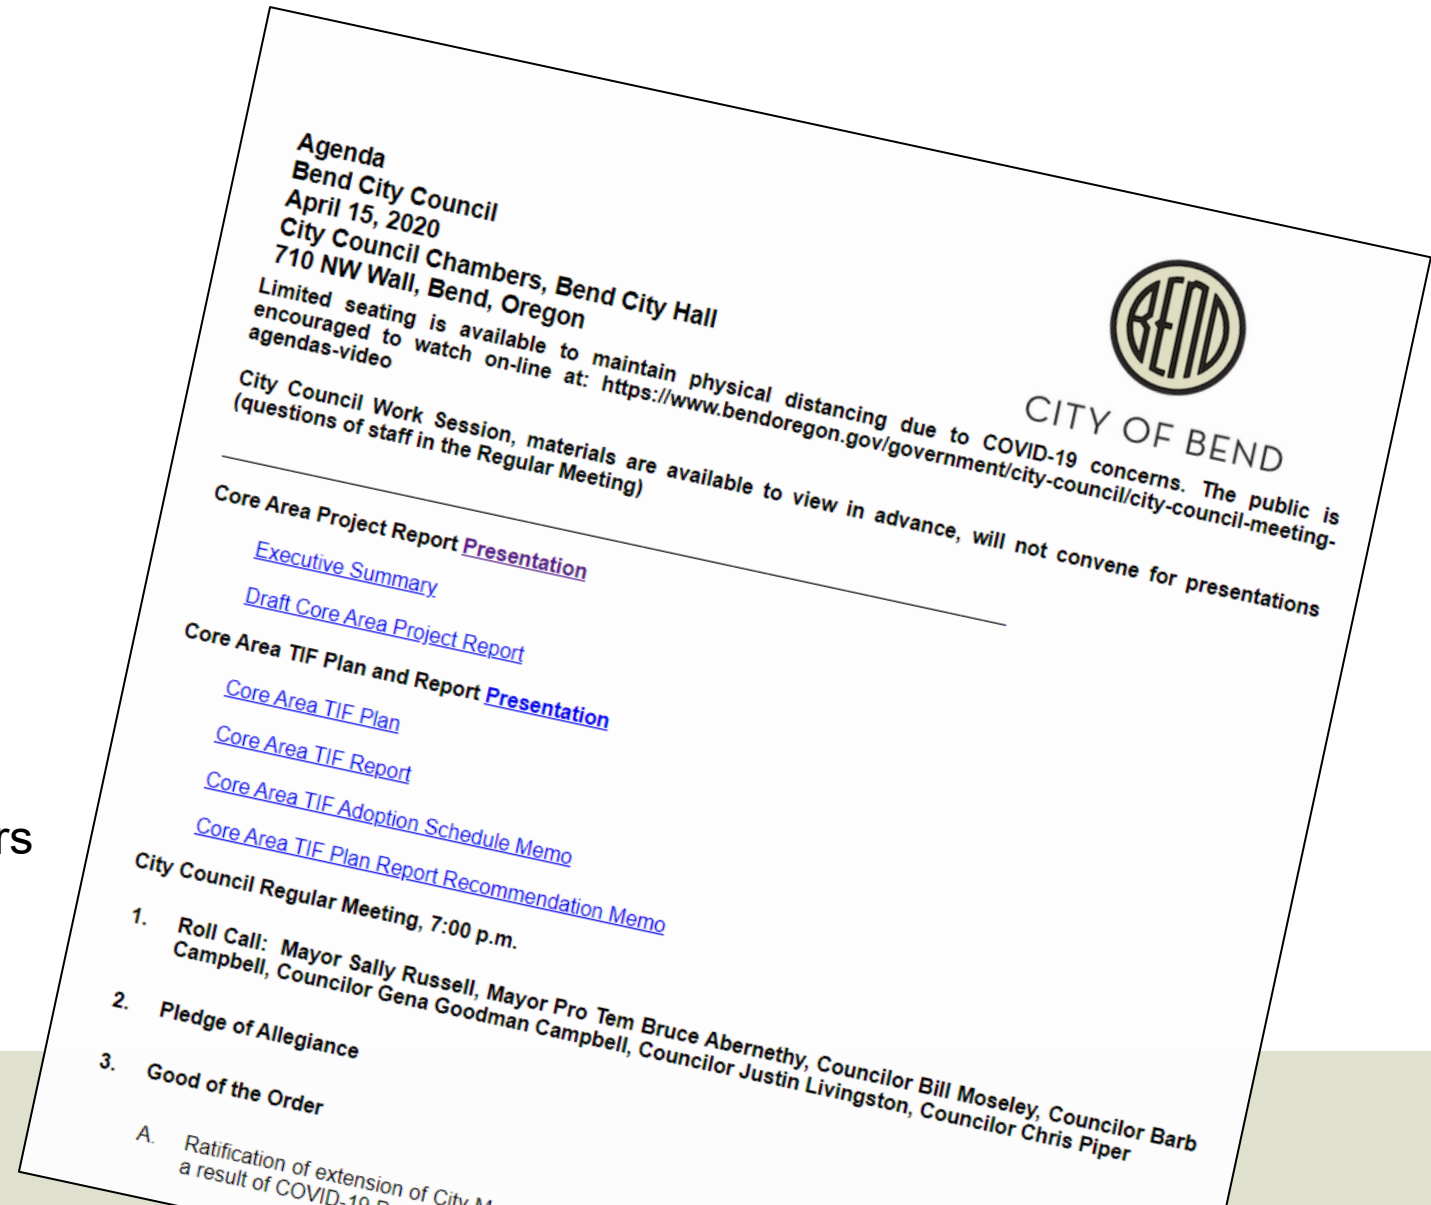 Agenda
Bend City Council
April 15, 2020
City Council Chambers, Bend City Hall
710 NW Wall, Bend, Oregon
BEND
CITY OF BEND
Limited seating is available to maintain physical distancing due to COVID-19 concerns. The public is
encouraged to watch on-line at: https://www.bendoregon.gov/government/city-council/city-council-meeting-
agendas-video
City Council Work Session, materials are available to view in advance, will not convene for presentations
(questions of staff in the Regular Meeting)
Core Area Project Report Presentation
Executive Summary
Draft Core Area Project Report
Core Area TIF Plan and Report Presentation
Core Area TIF Plan
Core Area TIF Report
Core Area TIF Adoption Schedule Memo
Core Area TIF Plan Report Recommendation Memo
rs
City Council Regular Meeting, 7:00 p.m.
1. Roll Call: Mayor Sally Russell, Mayor Pro Tem Bruce Abernethy, Councilor Bill Moseley, Councilor Barb
Campbell, Councilor Gena Goodman Campbell, Councilor Justin Livingston, Councilor Chris Piper
2. Pledge of Allegiance
3. Good of the Order
A. Ratification of extension of City
a result of COVID-19